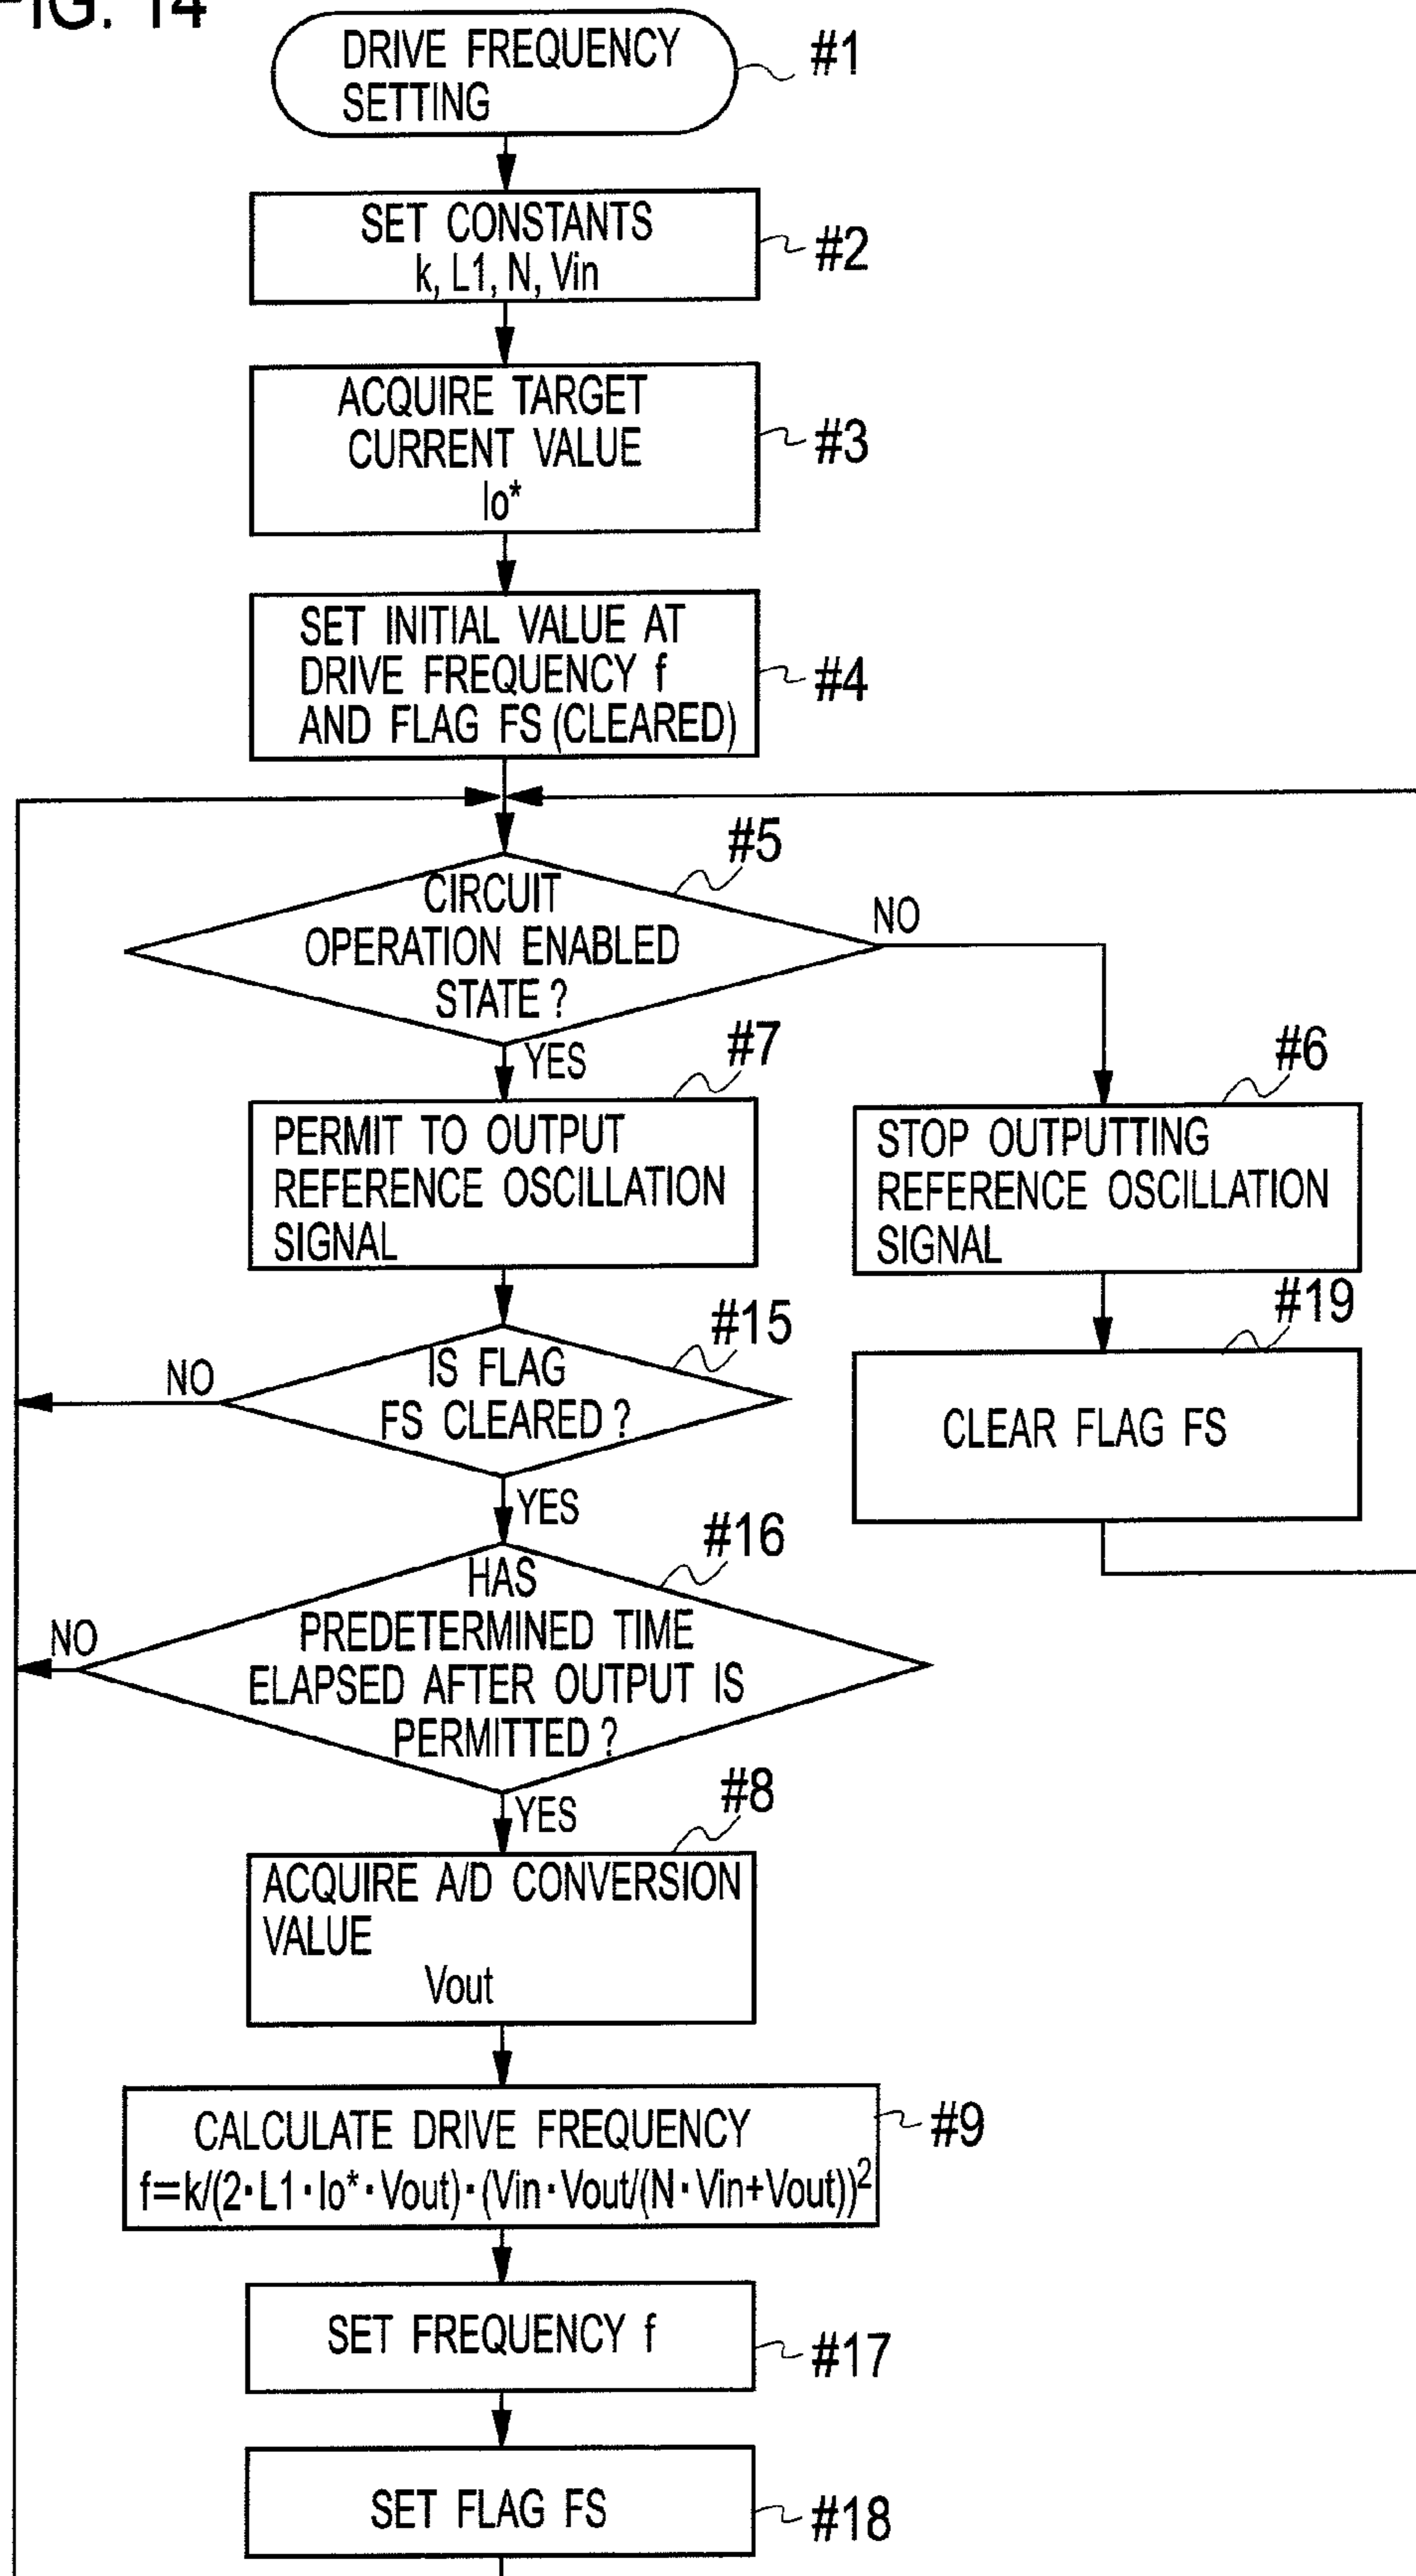 FIG. 14
DRIVE FREQUENCY
SETTING
#1
SET CONSTANTS
k, L1, N, Vin
#2
ACQUIRE TARGET
CURRENT VALUE
Io*
#3
SET INITIAL VALUE AT
DRIVE FREQUENCY f
AND FLAG FS (CLEARED)
#4
#5
CIRCUIT
OPERATION ENABLED
STATE ?
NO
YES
#7
PERMIT TO OUTPUT
REFERENCE OSCILLATION
SIGNAL
#6
STOP OUTPUTTING
REFERENCE OSCILLATION
SIGNAL
#15
IS FLAG
FS CLEARED ?
NO
YES
#19
CLEAR FLAG FS
#16
HAS
PREDETERMINED TIME
ELAPSED AFTER OUTPUT IS
PERMITTED ?
NO
YES
#8
ACQUIRE A/D CONVERSION
VALUE
Vout
CALCULATE DRIVE FREQUENCY
f=k/(2·L1·Io*·Vout)·(Vin·Vout/(N·Vin+Vout))²
#9
SET FREQUENCY f
#17
SET FLAG FS
#18